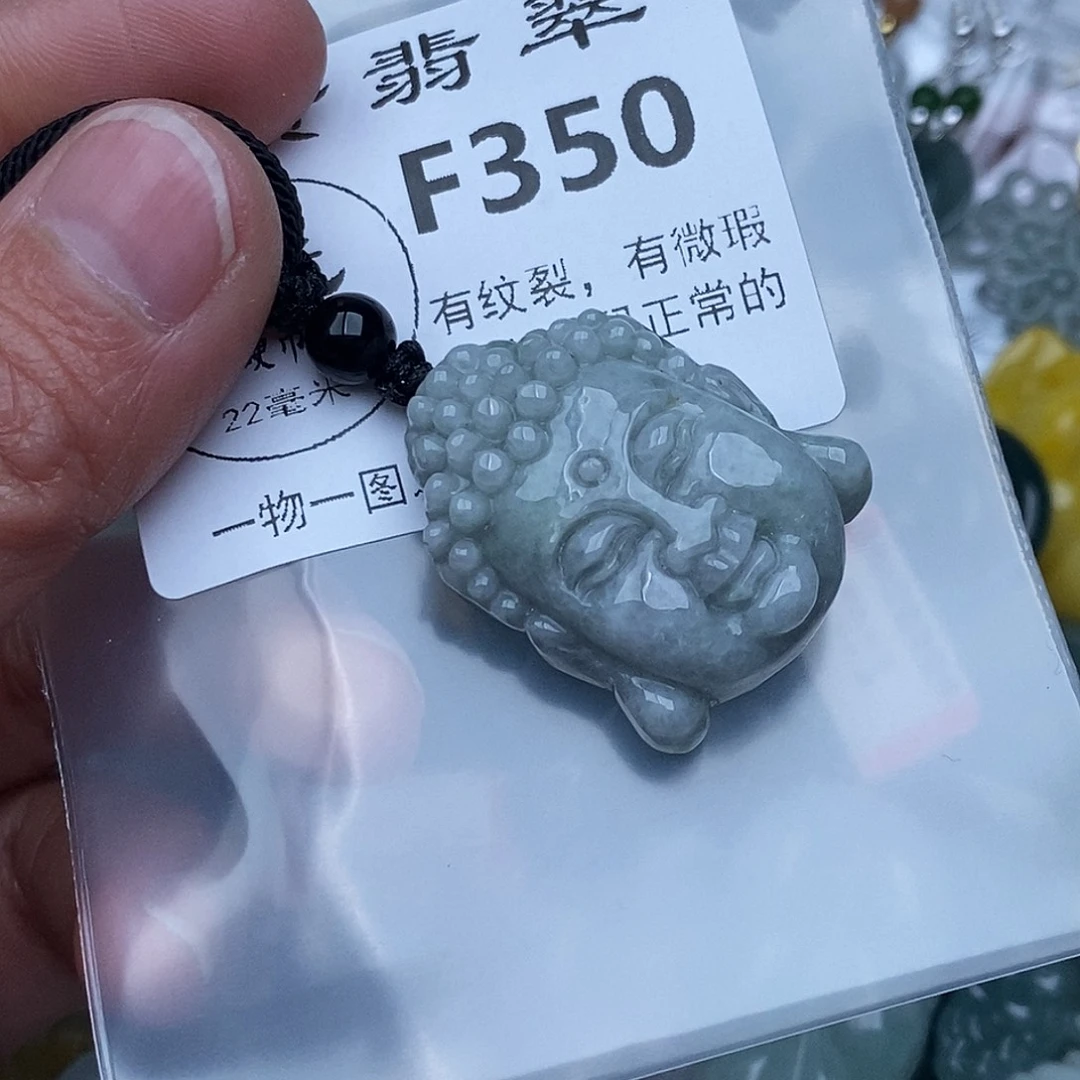 翡翠
F350
有纹裂，有微瑕
正常的
22毫米
一物一图